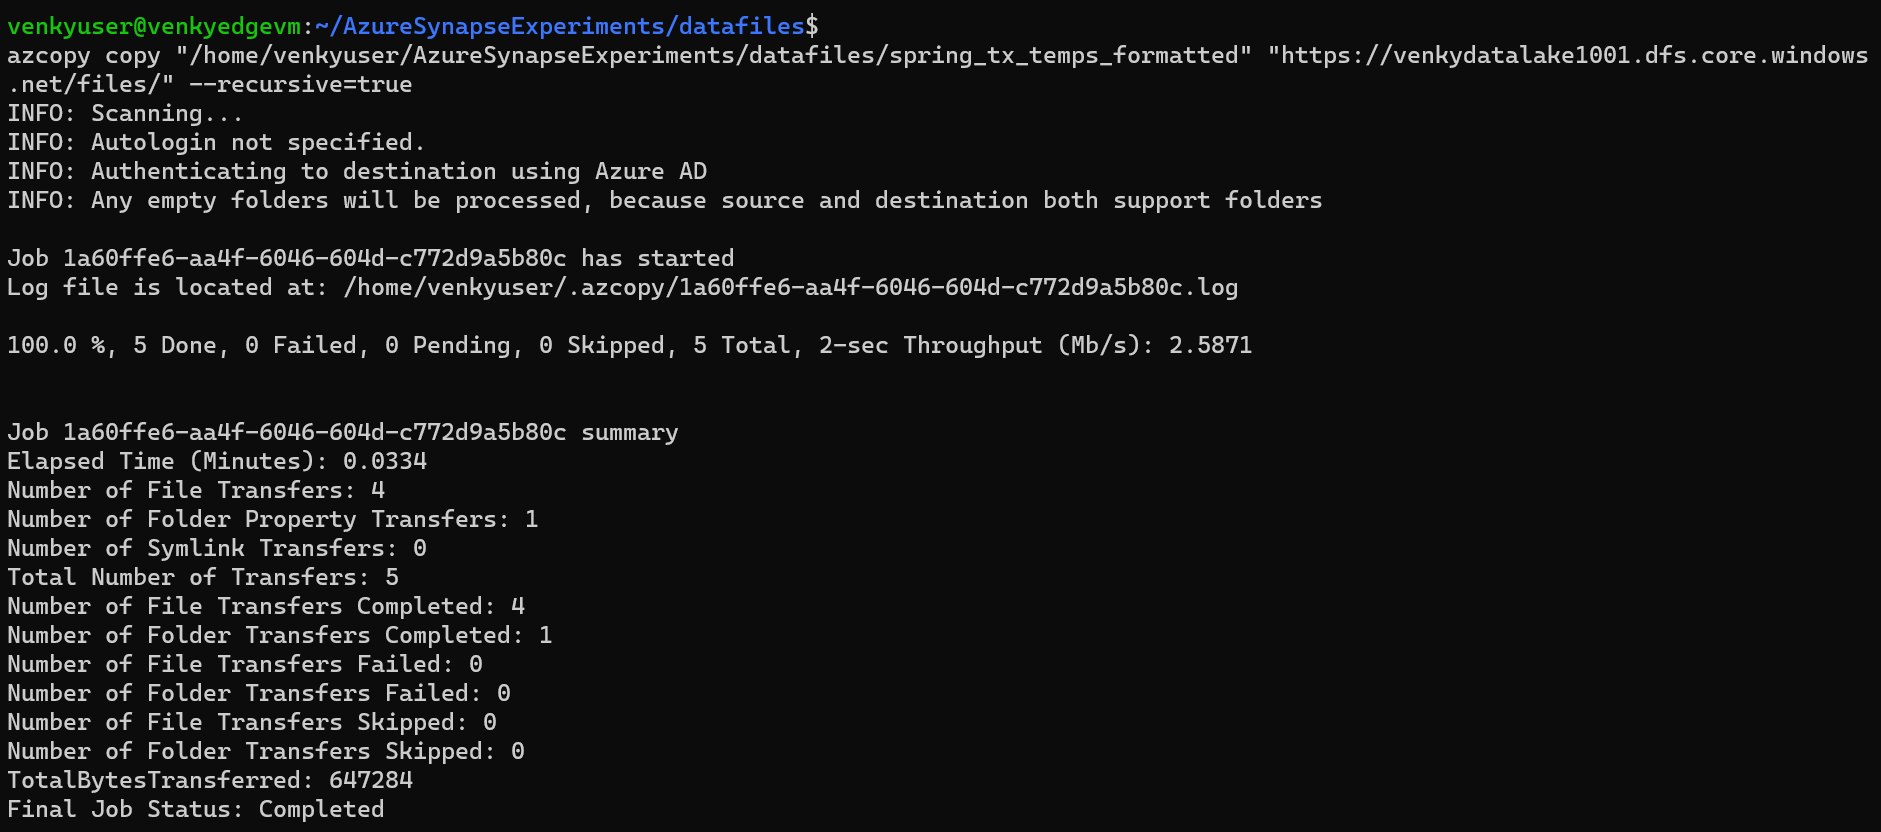 venkyuser@venkyedgevm:~/AzureSynapseExperiments/datafiles$
azcopy copy "/home/venkyuser/AzureSynapseExperiments/datafiles/spring_tx_temps_formatted" "https://venkydatalake1001.dfs.core.windows
.net/files/" --recursive=true
INFO: Scanning...
INFO: Autologin not specified.
INFO: Authenticating to destination using Azure AD
INFO: Any empty folders will be processed, because source and destination both support folders
Job 1a60ffe6-aa4f-6046-604d-c772d9a5b80c has started
Log file is located at: /home/venkyuser/.azcopy/1a60ffe6-aa4f-6046-604d-c772d9a5b80c.log
100.0 %, 5 Done, 0 Failed, 0 Pending, 0 Skipped, 5 Total, 2-sec Throughput (Mb/s): 2.5871
Job 1a60ffe6-aa4f-6046-604d-c772d9a5b80c summary
Elapsed Time (Minutes): 0.0334
Number of File Transfers: 4
Number of Folder Property Transfers: 1
Number of Symlink Transfers: 0
Total Number of Transfers: 5
Number of File Transfers Completed: 4
Number of Folder Transfers Completed: 1
Number of File Transfers Failed: 0
Number of Folder Transfers Failed: 0
Number of File Transfers Skipped: 0
Number of Folder Transfers Skipped: 0
TotalBytesTransferred: 647284
Final Job Status: Completed